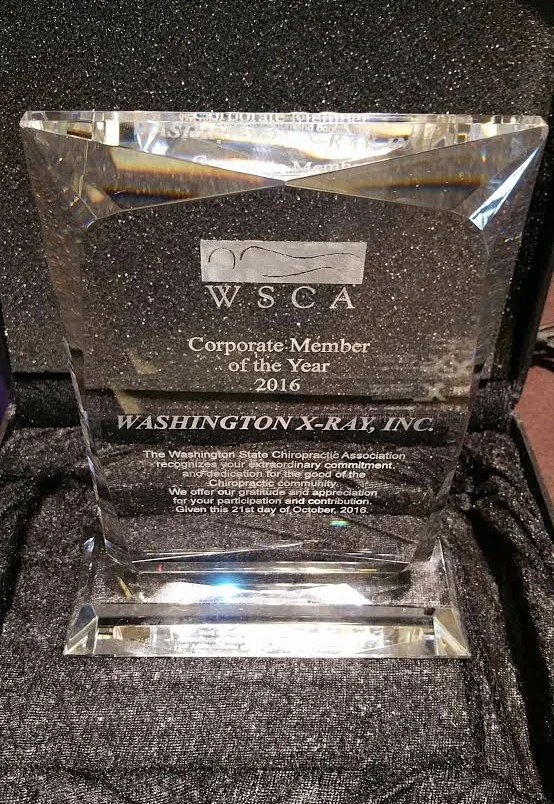 WSCA
Corporate Member
of the Year
2016
WASHINGTON X-RAY, INC.
The Washington State Chiropractic Association
recognizes your extraordinary commitment
and dedication for the good of the
Chiropractic community.
We offer our gratitude and appreciation
for your participation and contribution.
Given this 21st day of October, 2016.